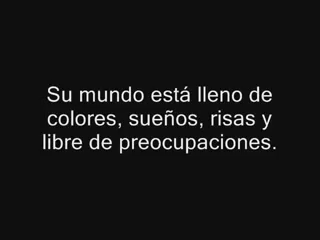 Su mundo está lleno de
colores, sueños, risas y
libre de preocupaciones.